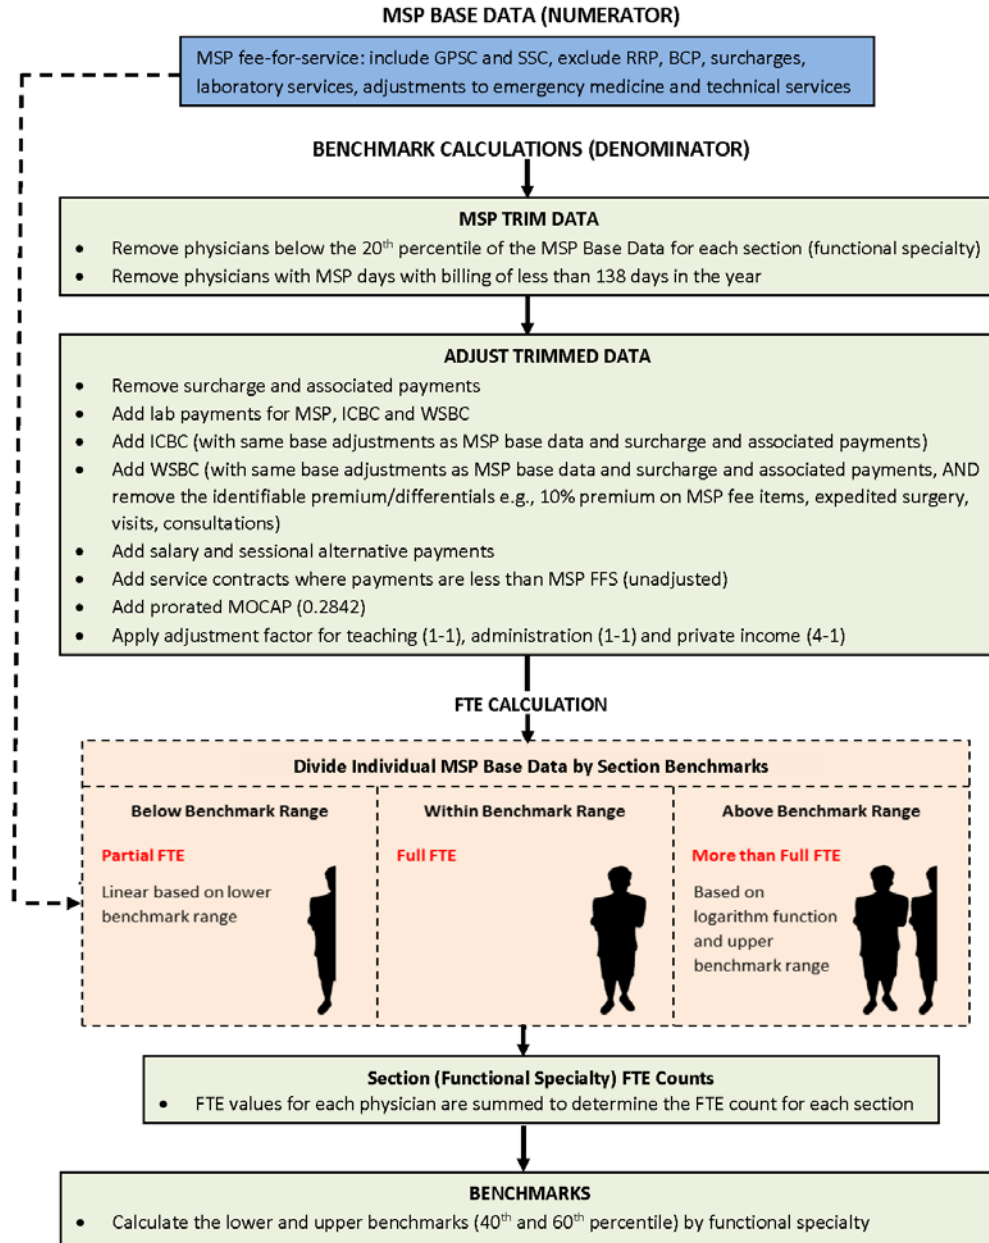 MSP BASE DATA (NUMERATOR)
MSP fee-for-service: include GPSC and SSC, exclude RRP, BCP, surcharges,
laboratory services, adjustments to emergency medicine and technical services
BENCHMARK CALCULATIONS (DENOMINATOR)
MSP TRIM DATA
• Remove physicians below the 20th percentile of the MSP Base Data for each section (functional specialty)
• Remove physicians with MSP days with billing of less than 138 days in the year
ADJUST TRIMMED DATA
• Remove surcharge and associated payments
• Add lab payments for MSP, ICBC and WSBC
• Add ICBC (with same base adjustments as MSP base data and surcharge and associated payments)
• Add WSBC (with same base adjustments as MSP base data and surcharge and associated payments, AND
remove the identifiable premium/differentials e.g., 10% premium on MSP fee items, expedited surgery,
visits, consultations)
• Add salary and sessional alternative payments
• Add service contracts where payments are less than MSP FFS (unadjusted)
• Add prorated MOCAP (0.2842)
• Apply adjustment factor for teaching (1-1), administration (1-1) and private income (4-1)
FTE CALCULATION
Divide Individual MSP Base Data by Section Benchmarks
Below Benchmark Range
Partial FTE
Linear based on lower
benchmark range
Within Benchmark Range
Full FTE
Above Benchmark Range
More than Full FTE
Based on
logarithm function
and upper
benchmark range
Section (Functional Specialty) FTE Counts
• FTE values for each physician are summed to determine the FTE count for each section
BENCHMARKS
• Calculate the lower and upper benchmarks (40th and 60th percentile) by functional specialty